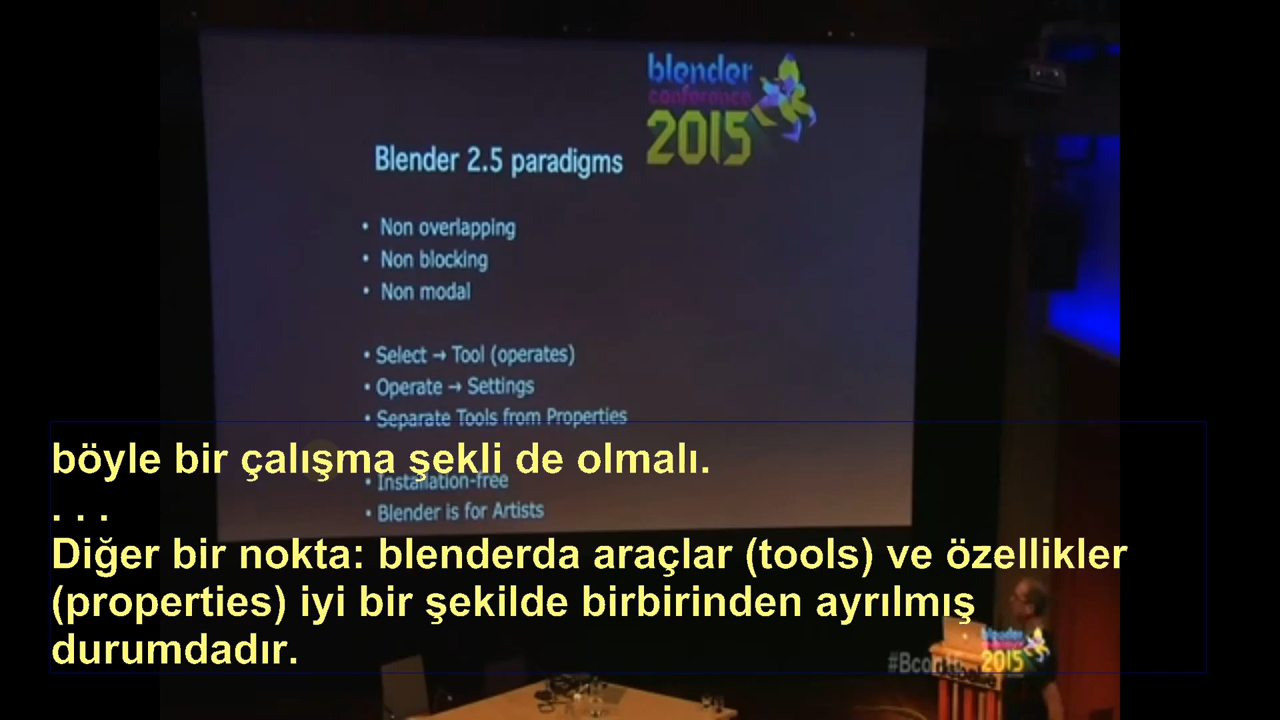 blender
conference
2015
Blender 2.5 paradigms
• Non overlapping
• Non blocking
• Non modal
• Select → Tool (operates)
• Operate → Settings
• Separate Tools from Properties
• Installation-free
• Blender is for Artists
böyle bir çalışma şekli de olmalı.
. . .
Diğer bir nokta: blenderda araçlar (tools) ve özellikler
(properties) iyi bir şekilde birbirinden ayrılmış
durumdadır.
blender
2015